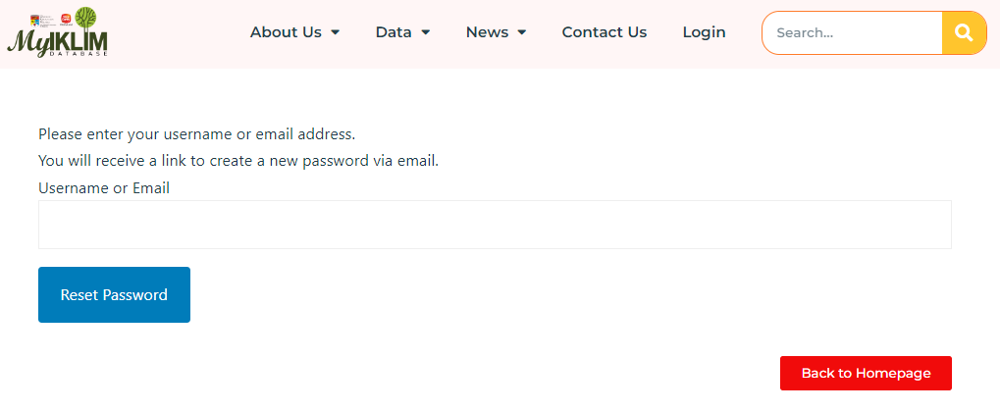 MyIKLIM
DATABASE
About Us
Data
News
Contact Us
Login
Search...
Please enter your username or email address.
You will receive a link to create a new password via email.
Username or Email
Reset Password
Back to Homepage